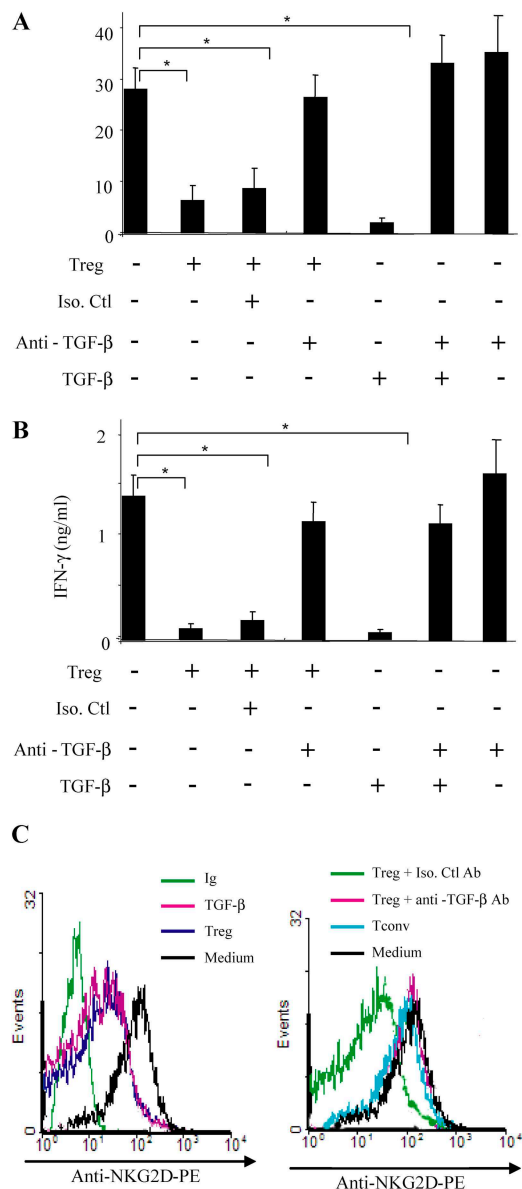 A
*
*
*
40
30
20
10
0
Treg - + + + - - -
Iso. Ctl - - + - - - -
Anti - TGF-β - - - + - + +
TGF-β - - - - + + -
B
*
*
*
2
1
0
IFN-γ (ng/ml)
Treg - + + + - - -
Iso. Ctl - - + - - - -
Anti - TGF-β - - - + - + +
TGF-β - - - - + + -
C
Ig
TGF-β
Treg
Medium
32
Events
0
10⁰ 10¹ 10² 10³ 10⁴
Anti-NKG2D-PE
Treg + Iso. Ctl Ab
Treg + anti -TGF-β Ab
Tconv
Medium
32
Events
0
10⁰ 10¹ 10² 10³ 10⁴
Anti-NKG2D-PE